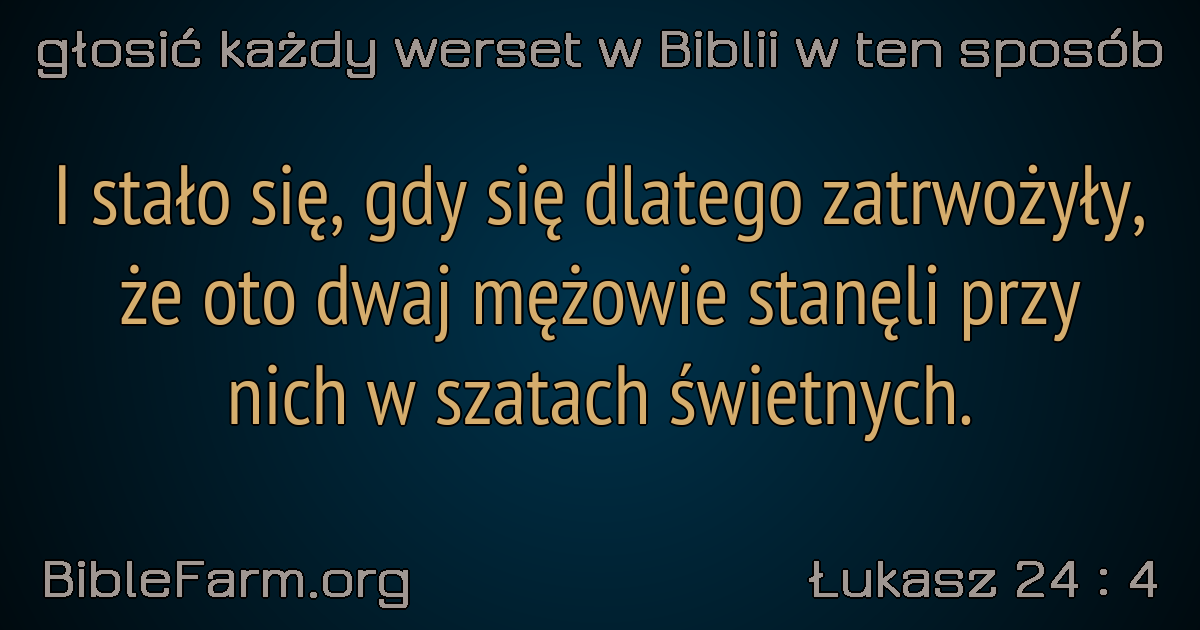 głosić każdy werset w Biblii w ten sposób
I stało się, gdy się dlatego zatrwożyły,
że oto dwaj mężowie stanęli przy
nich w szatach świetnych.
BibleFarm.org
Łukasz 24 : 4